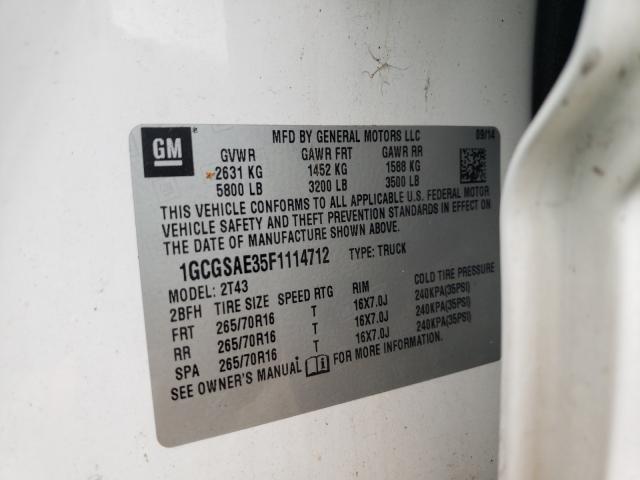 GM
MFD BY GENERAL MOTORS LLC 09/14
GVWR GAWR FRT GAWR RR
*2631 KG 1452 KG 1588 KG
5800 LB 3200 LB 3500 LB
THIS VEHICLE CONFORMS TO ALL APPLICABLE U.S. FEDERAL MOTOR
VEHICLE SAFETY AND THEFT PREVENTION STANDARDS IN EFFECT ON
THE DATE OF MANUFACTURE SHOWN ABOVE.
1GCGSAE35F1114712 TYPE: TRUCK
MODEL: 2T43
2BFH TIRE SIZE SPEED RTG RIM COLD TIRE PRESSURE
FRT 265/70R16 T 16X7.0J 240KPA(35PSI)
RR 265/70R16 T 16X7.0J 240KPA(35PSI)
SPA 265/70R16 T 16X7.0J 240KPA(35PSI)
SEE OWNER'S MANUAL FOR MORE INFORMATION.